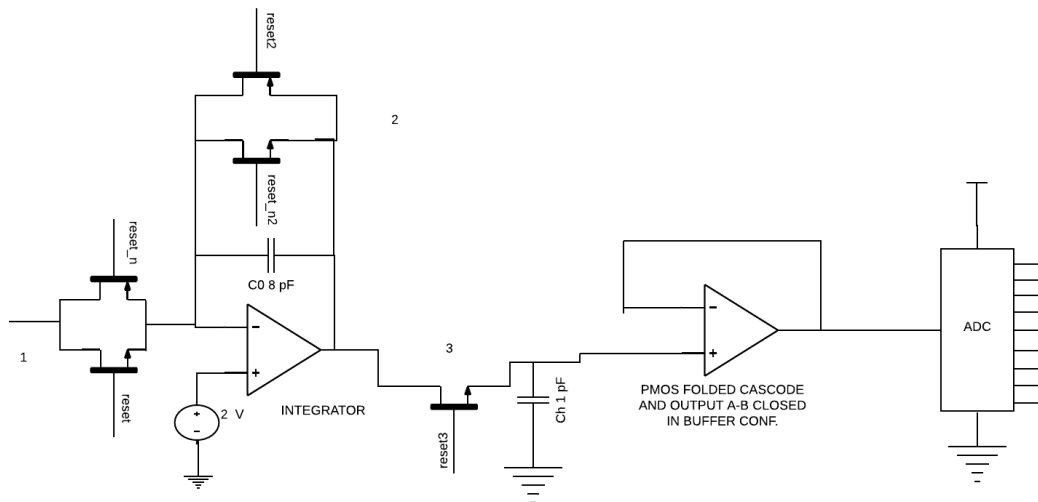 reset2
2
reset_n2
reset_n
C0 8 pF
1
reset
2 V
INTEGRATOR
3
reset3
Ch 1 pF
PMOS FOLDED CASCODE
AND OUTPUT A-B CLOSED
IN BUFFER CONF.
ADC